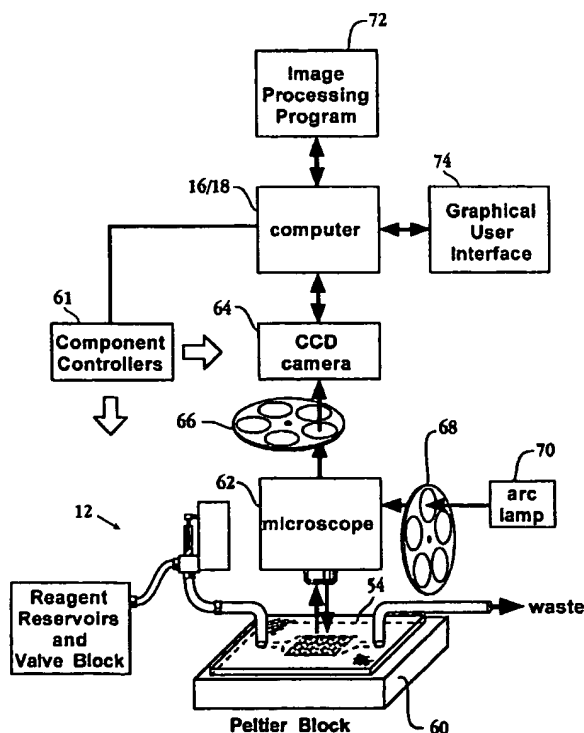 72
Image
Processing
Program
16/18
computer
74
Graphical
User
Interface
61
Component
Controllers
64
CCD
camera
66
68
62
microscope
70
arc
lamp
12
54
Reagent
Reservoirs
and
Valve Block
waste
Peltier Block
60